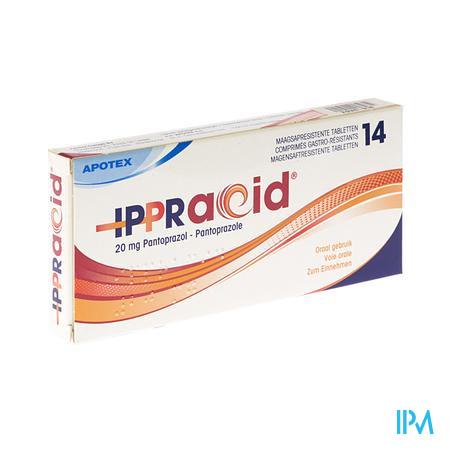 APOTEX
IPPRacid®
20 mg Pantoprazol - Pantoprazole
MAAGSAPRESISTENTE TABLETTEN
COMPRIMÉS GASTRO-RÉSISTANTS
MAGENSAFTRESISTENTE TABLETTEN
14
Oraal gebruik
Voie orale
Zum Einnehmen
IPPRacid
IPM